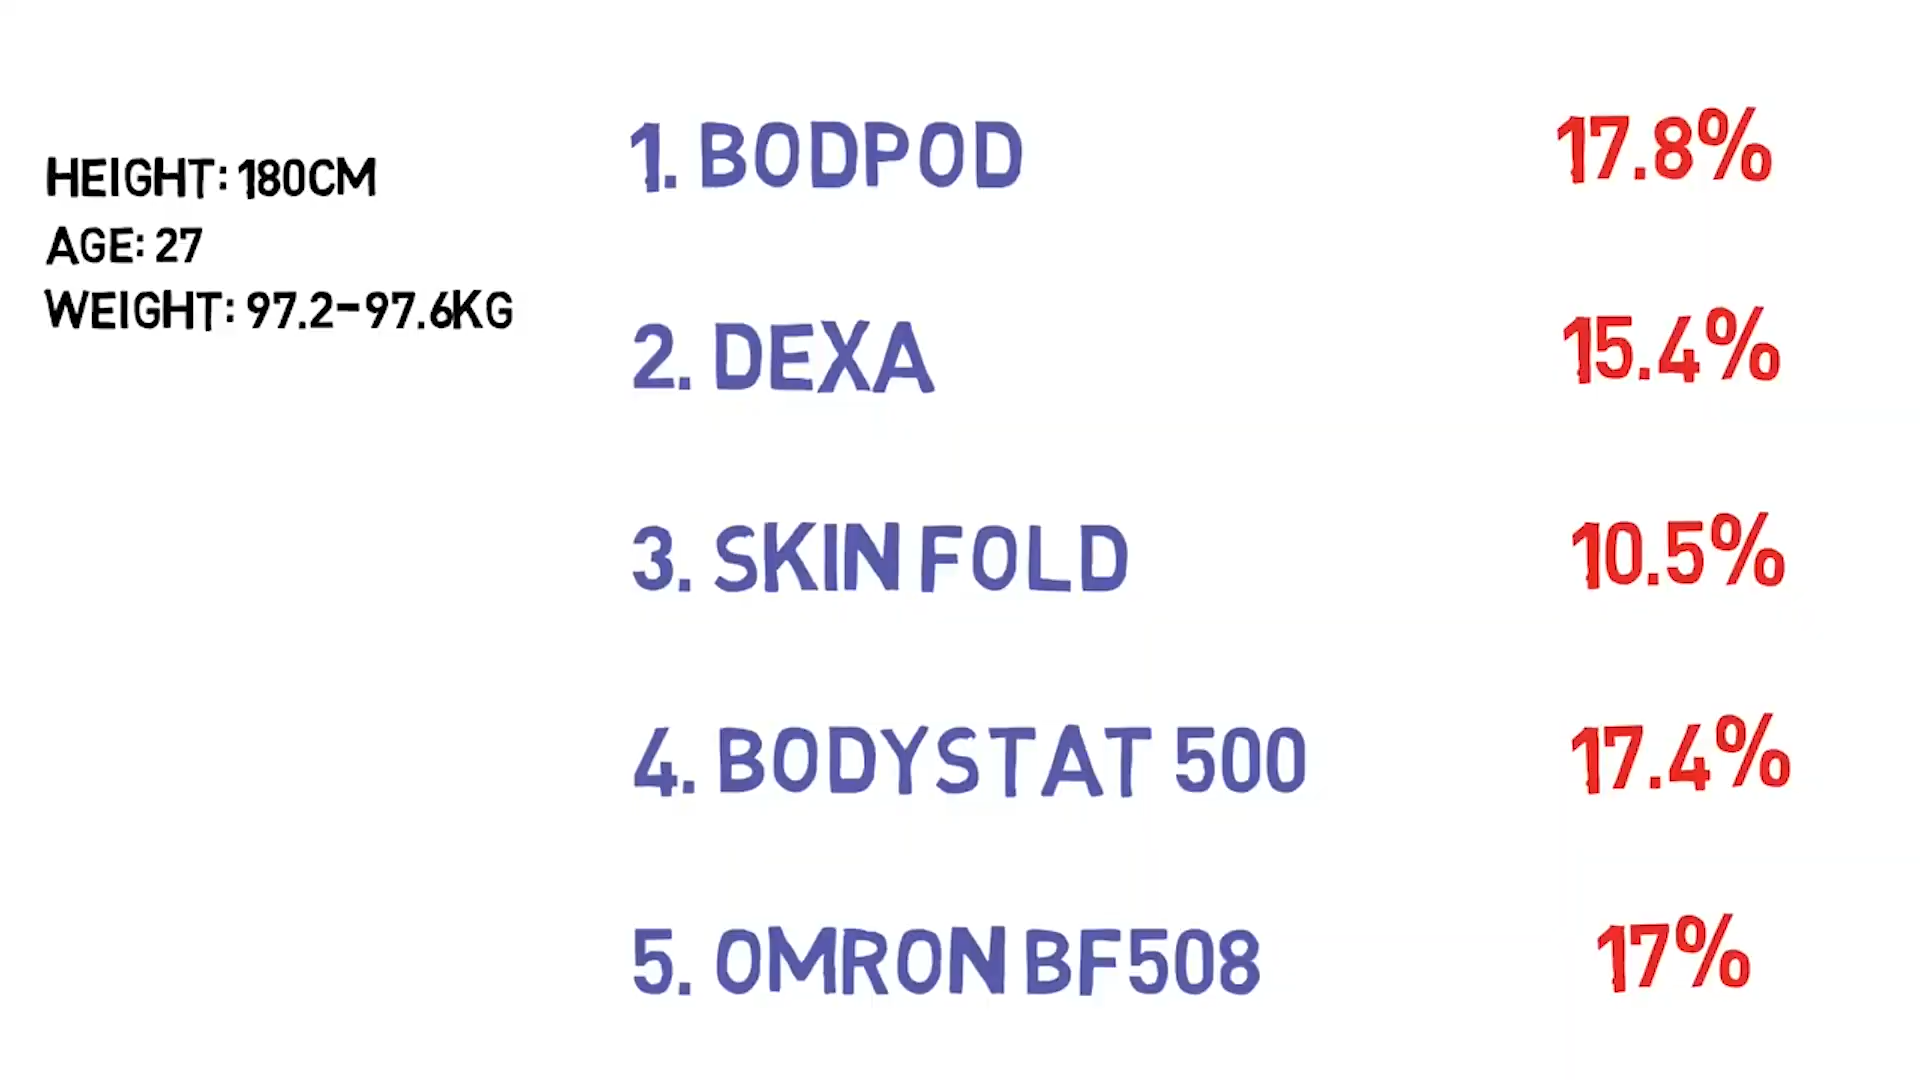 HEIGHT: 180CM
AGE: 27
WEIGHT: 97.2-97.6KG
1. BODPOD 17.8%
2. DEXA 15.4%
3. SKIN FOLD 10.5%
4. BODYSTAT 500 17.4%
5. OMRON BF508 17%